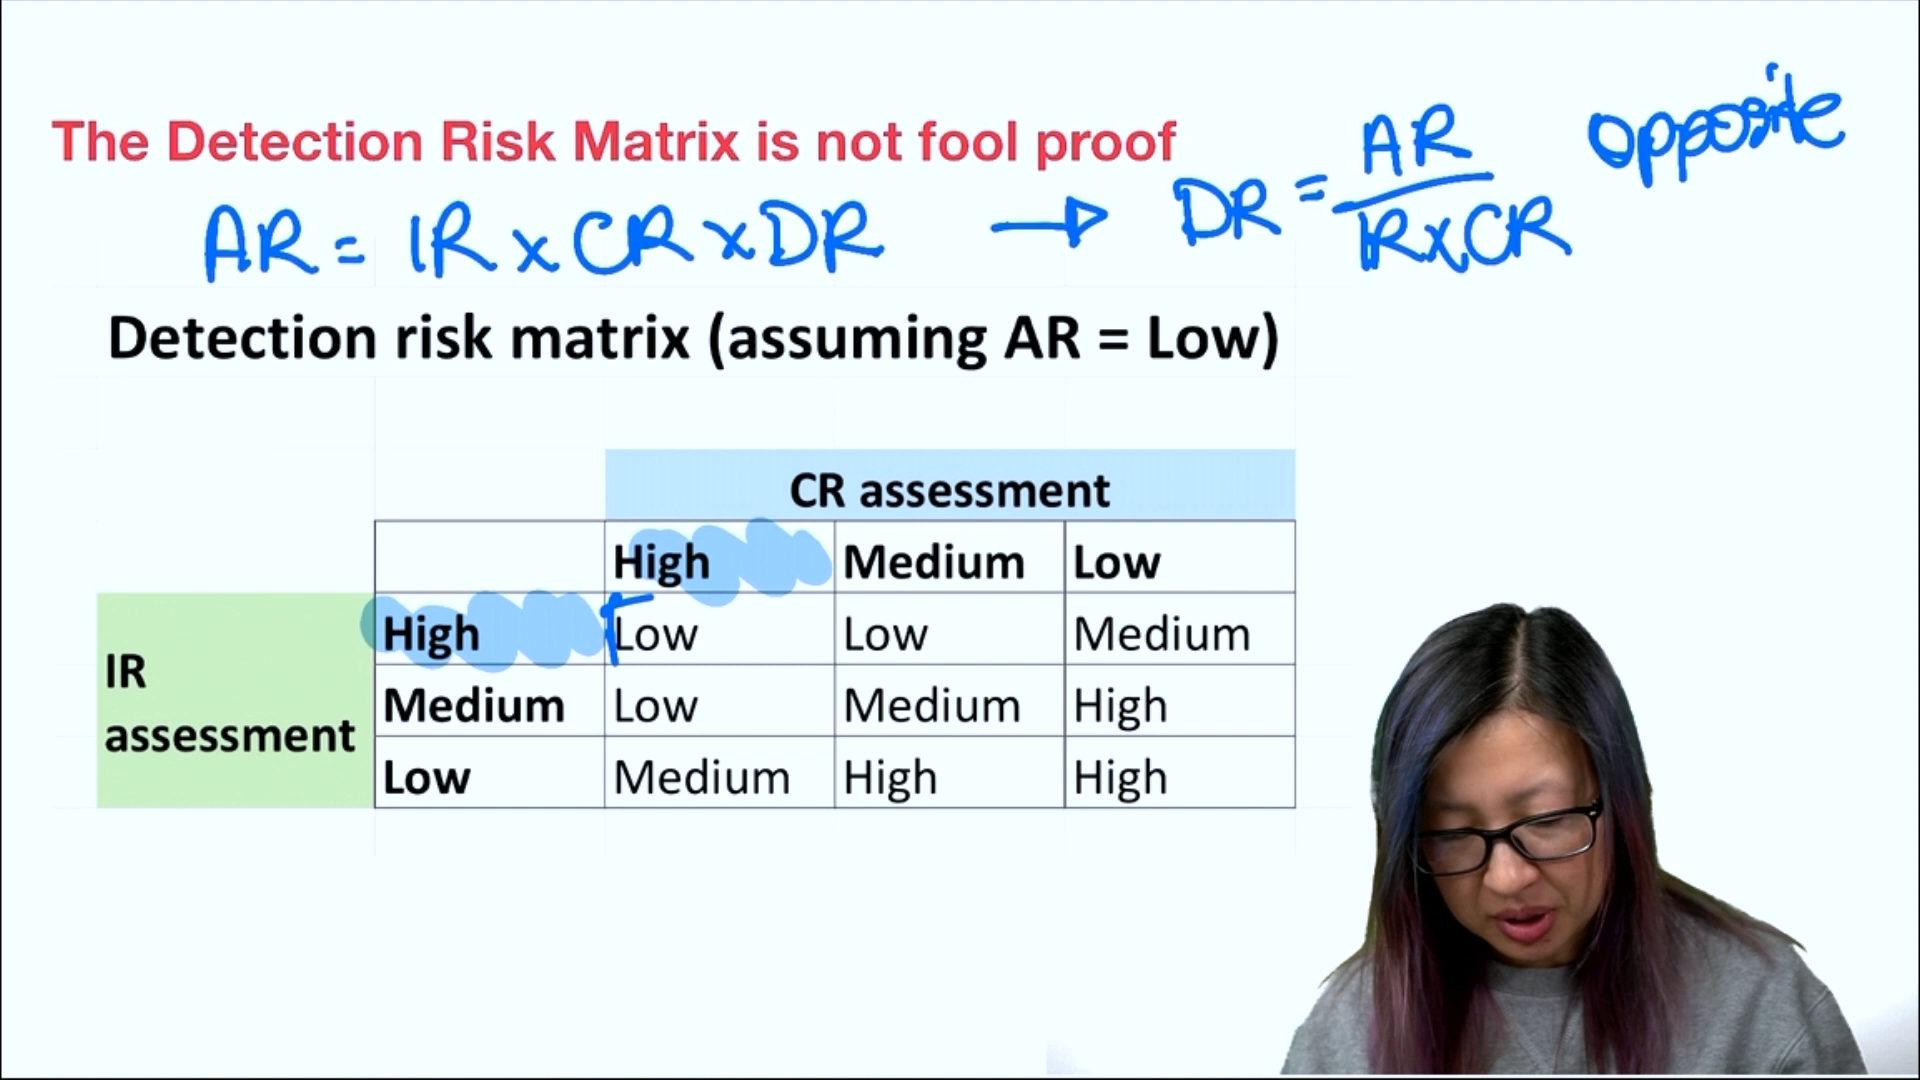 The Detection Risk Matrix is not fool proof
AR = IR x CR x DR → DR = AR / IR x CR opposite
Detection risk matrix (assuming AR = Low)
CR assessment
High Medium Low
IR assessment
High Low Low Medium
Medium Low Medium High
Low Medium High High